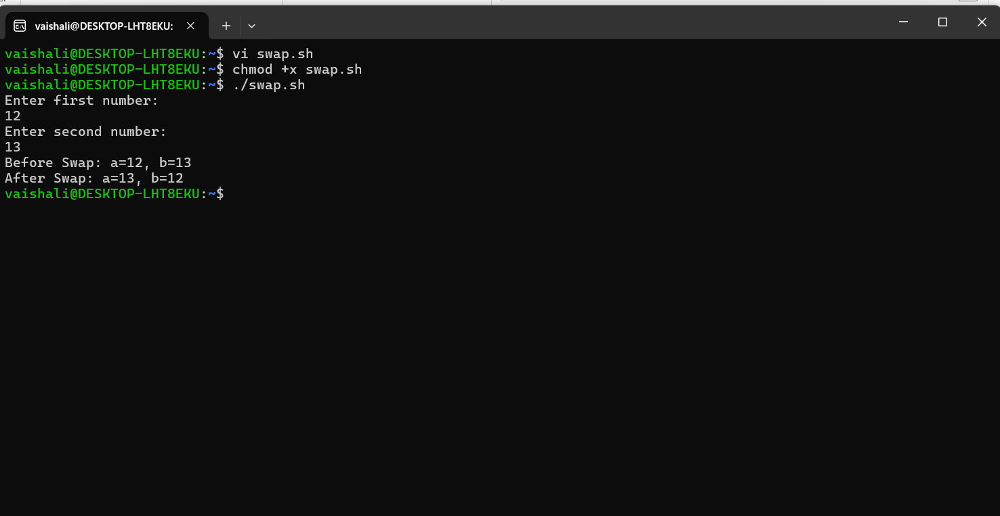 vaishali@DESKTOP-LHT8EKU:
vaishali@DESKTOP-LHT8EKU:~$ vi swap.sh
vaishali@DESKTOP-LHT8EKU:~$ chmod +x swap.sh
vaishali@DESKTOP-LHT8EKU:~$ ./swap.sh
Enter first number:
12
Enter second number:
13
Before Swap: a=12, b=13
After Swap: a=13, b=12
vaishali@DESKTOP-LHT8EKU:~$